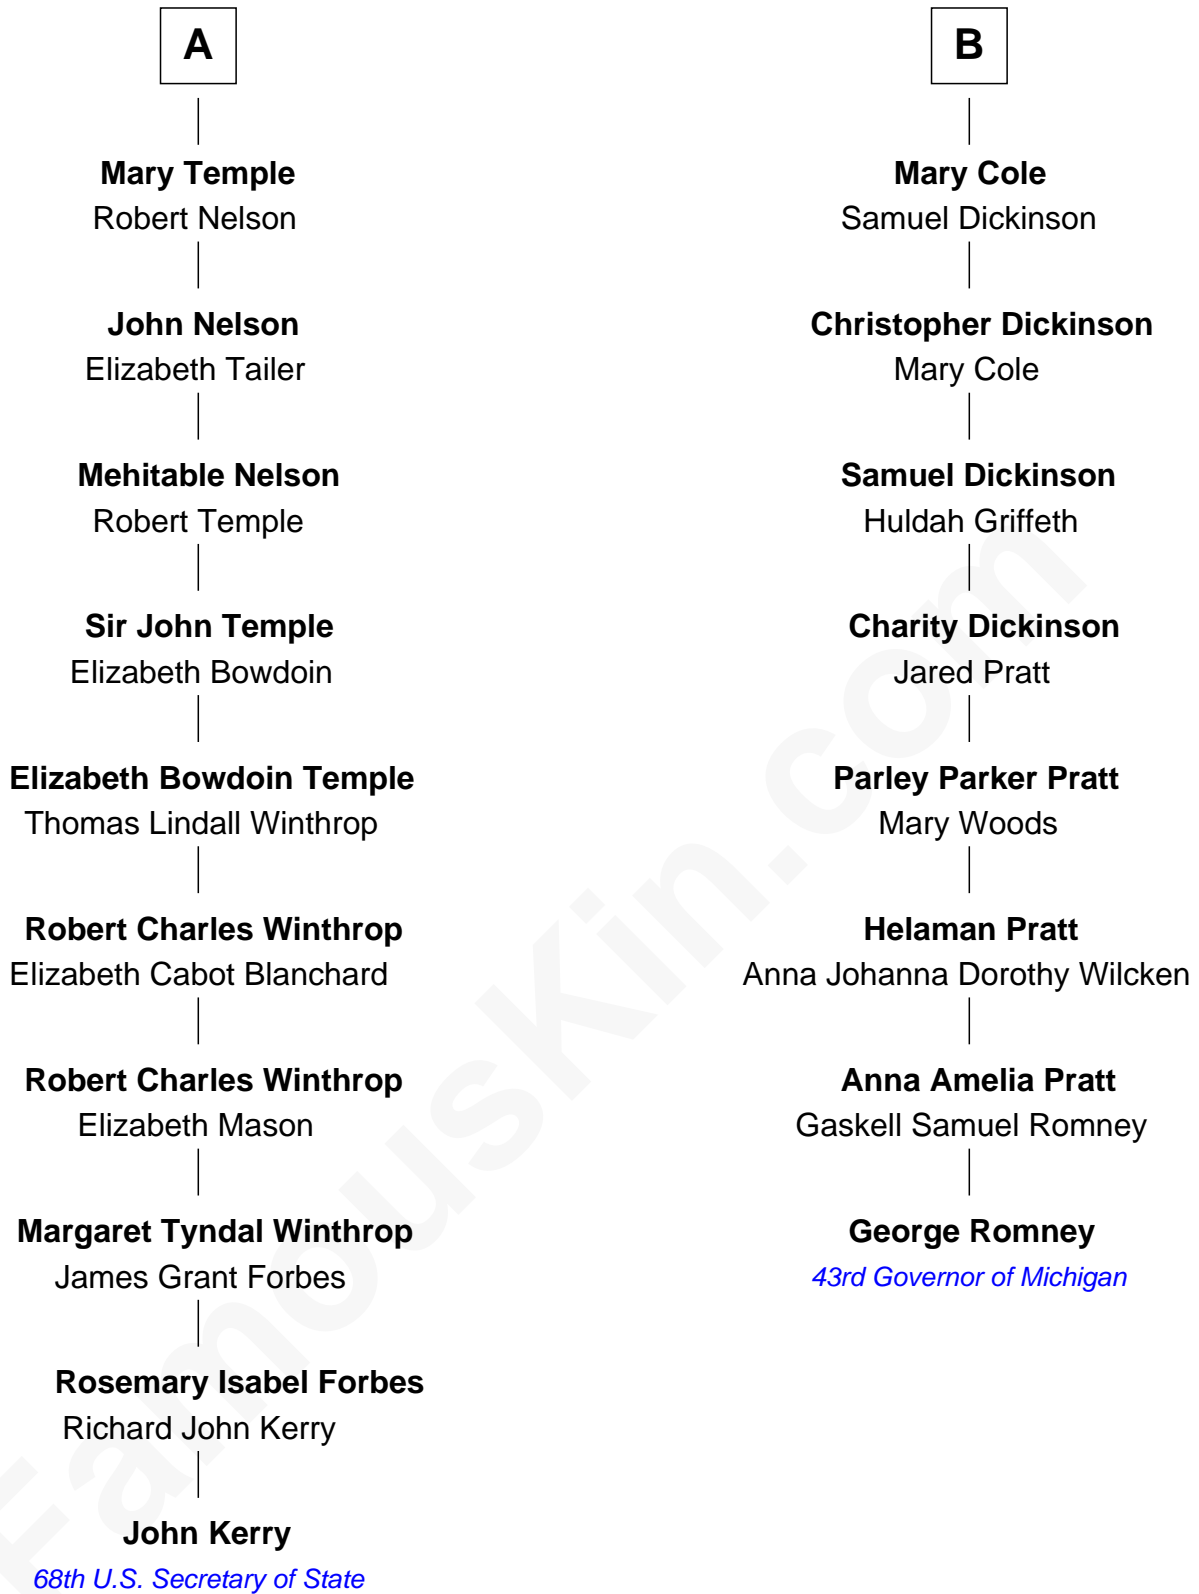 A
Mary Temple
Robert Nelson
John Nelson
Elizabeth Tailer
Mehitable Nelson
Robert Temple
Sir John Temple
Elizabeth Bowdoin
Elizabeth Bowdoin Temple
Thomas Lindall Winthrop
Robert Charles Winthrop
Elizabeth Cabot Blanchard
Robert Charles Winthrop
Elizabeth Mason
Margaret Tyndal Winthrop
James Grant Forbes
Rosemary Isabel Forbes
Richard John Kerry
John Kerry
68th U.S. Secretary of State
B
Mary Cole
Samuel Dickinson
Christopher Dickinson
Mary Cole
Samuel Dickinson
Huldah Griffeth
Charity Dickinson
Jared Pratt
Parley Parker Pratt
Mary Woods
Helaman Pratt
Anna Johanna Dorothy Wilcken
Anna Amelia Pratt
Gaskell Samuel Romney
George Romney
43rd Governor of Michigan
FamousKin.com